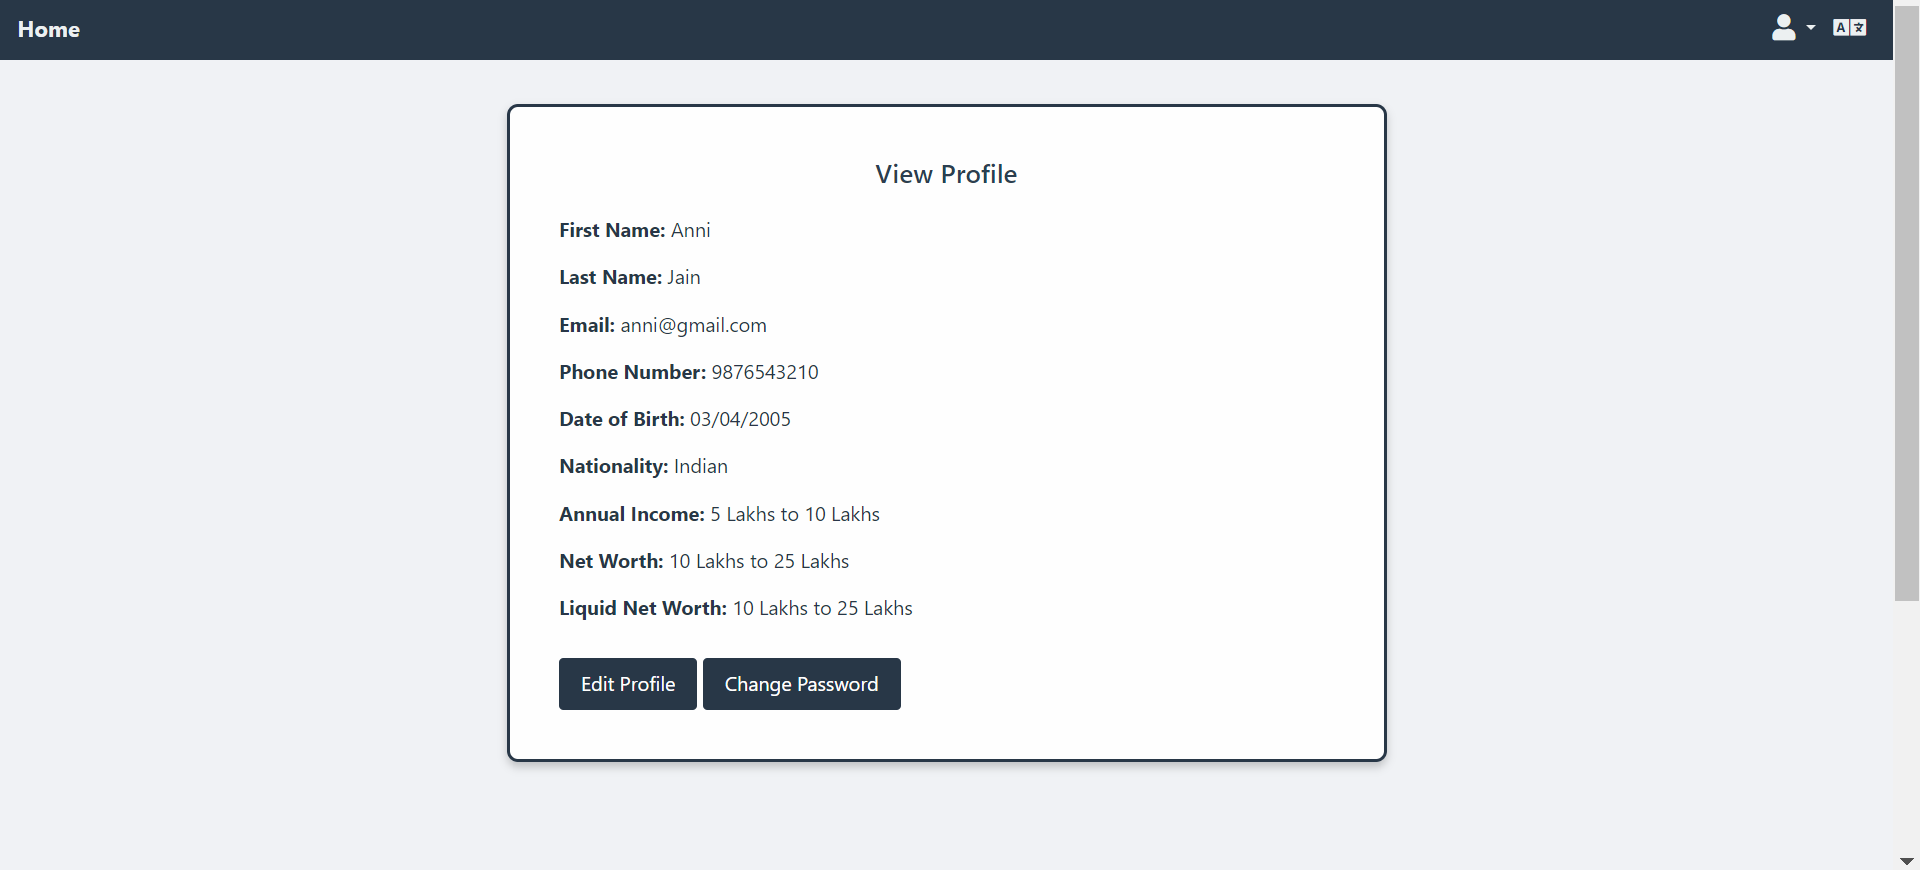 Home
A 文
View Profile
First Name: Anni
Last Name: Jain
Email: anni@gmail.com
Phone Number: 9876543210
Date of Birth: 03/04/2005
Nationality: Indian
Annual Income: 5 Lakhs to 10 Lakhs
Net Worth: 10 Lakhs to 25 Lakhs
Liquid Net Worth: 10 Lakhs to 25 Lakhs
Edit Profile Change Password